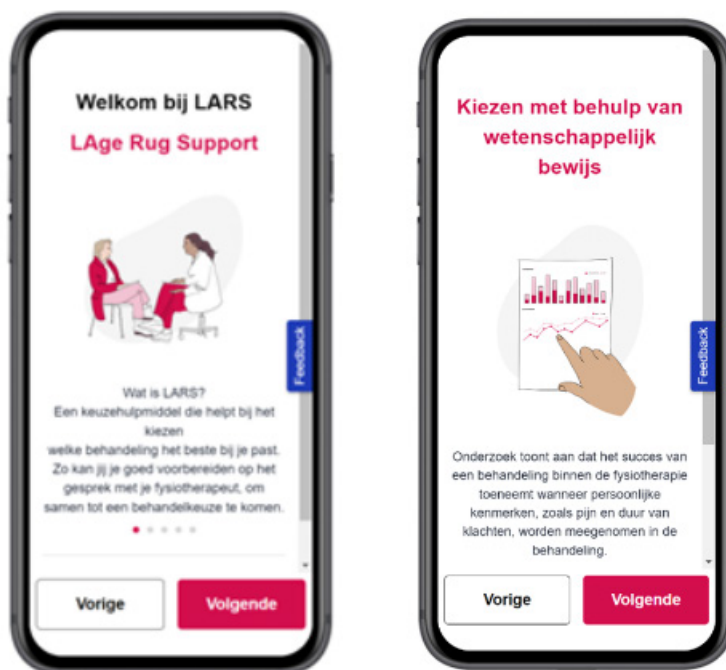 Welkom bij LARS
LAge Rug Support
Feedback
Wat is LARS?
Een keuzehulpmiddel die helpt bij het
kiezen
welke behandeling het beste bij je past.
Zo kan jij je goed voorbereiden op het
gesprek met je fysiotherapeut, om
samen tot een behandelkeuze te komen.
Vorige
Volgende
Kiezen met behulp van
wetenschappelijk
bewijs
Feedback
Onderzoek toont aan dat het succes van
een behandeling binnen de fysiotherapie
toeneemt wanneer persoonlijke
kenmerken, zoals pijn en duur van
klachten, worden meegenomen in de
behandeling.
Vorige
Volgende